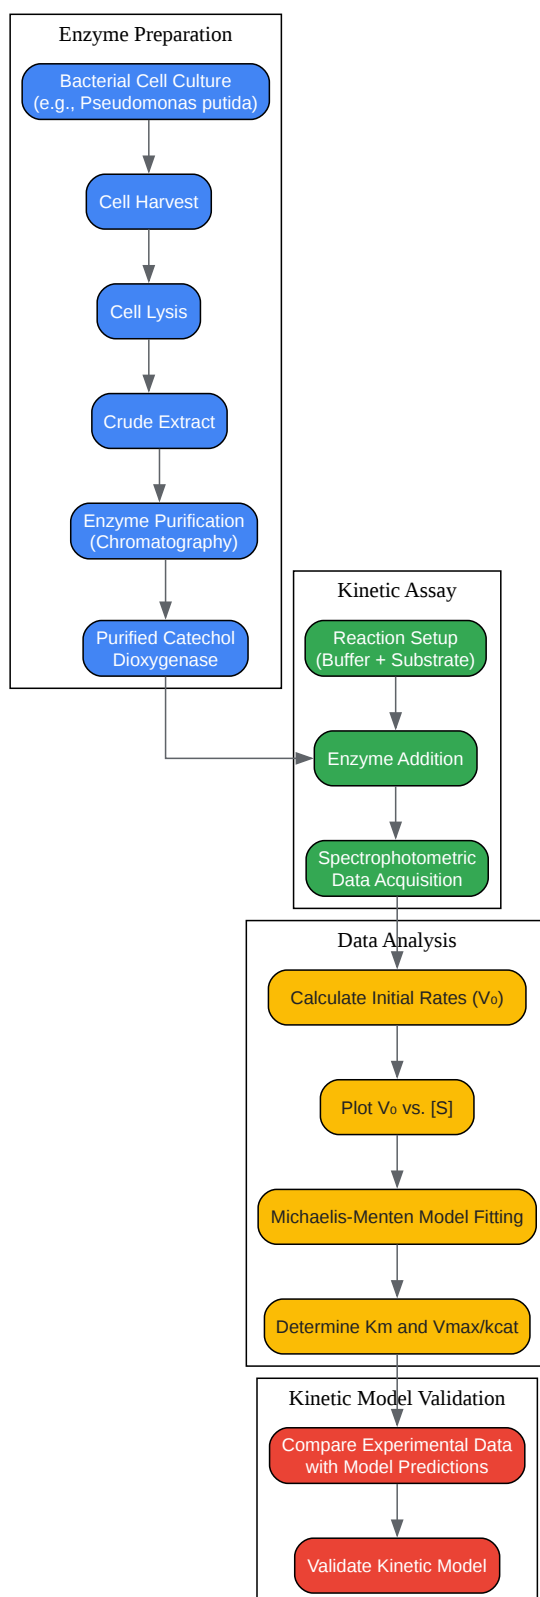 Enzyme Preparation
Bacterial Cell Culture
(e.g., Pseudomonas putida)
Cell Harvest
Cell Lysis
Crude Extract
Enzyme Purification
(Chromatography)
Purified Catechol
Dioxygenase
Kinetic Assay
Reaction Setup
(Buffer + Substrate)
Enzyme Addition
Spectrophotometric
Data Acquisition
Data Analysis
Calculate Initial Rates (V₀)
Plot V₀ vs. [S]
Michaelis-Menten Model Fitting
Determine Km and Vmax/kcat
Kinetic Model Validation
Compare Experimental Data
with Model Predictions
Validate Kinetic Model